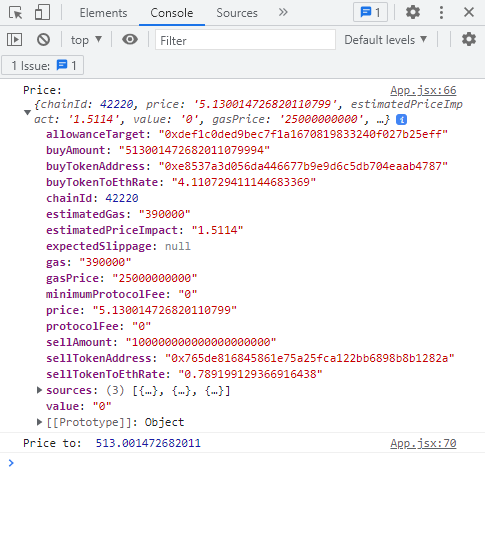 Elements Console Sources » 1
top ▼ Filter Default levels ▼
1 Issue: 1
Price: App.jsx:66
{chainId: 42220, price: '5.130014726820110799', estimatedPriceImp
act: '1.5114', value: '0', gasPrice: '25000000000', …} i
allowanceTarget: "0xdef1c0ded9bec7f1a1670819833240f027b25eff"
buyAmount: "513001472682011079994"
buyTokenAddress: "0xe8537a3d056da446677b9e9d6c5db704eaab4787"
buyTokenToEthRate: "4.110729411144683369"
chainId: 42220
estimatedGas: "390000"
estimatedPriceImpact: "1.5114"
expectedSlippage: null
gas: "390000"
gasPrice: "25000000000"
minimumProtocolFee: "0"
price: "5.130014726820110799"
protocolFee: "0"
sellAmount: "100000000000000000000"
sellTokenAddress: "0x765de816845861e75a25fca122bb6898b8b1282a"
sellTokenToEthRate: "0.789199129366916438"
sources: (3) [{…}, {…}, {…}]
value: "0"
[[Prototype]]: Object
Price to: 513.001472682011 App.jsx:70